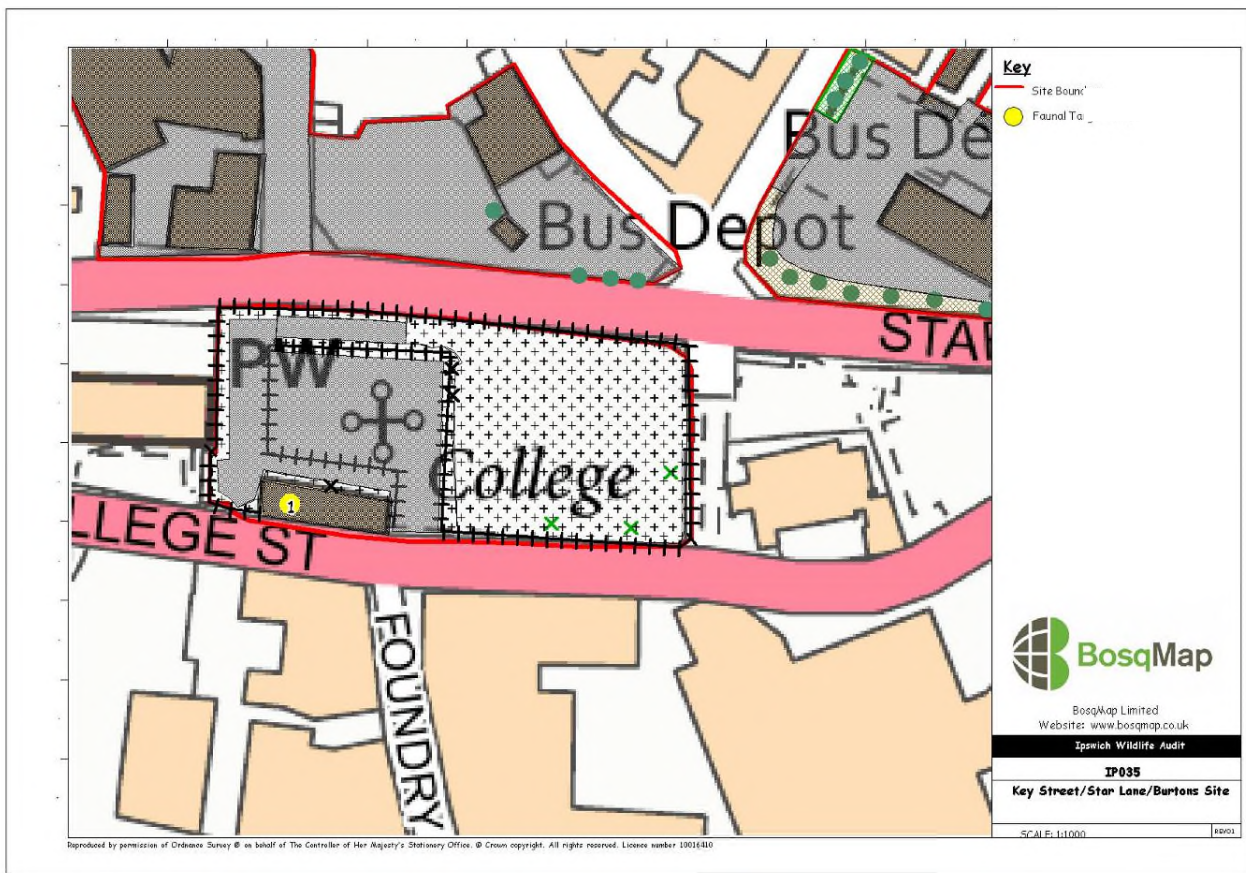 Bus De
Bus Depot
STAR
PW
College
1
LLEGE ST
FOUNDRY
Key
Site Bound
Faunal Ta
BosqMap
BosqMap Limited
Website: www.bosqmap.co.uk
Ipswich Wildlife Audit
IP035
Key Street/Star Lane/Burtons Site
SCALE: 1:1000
REV01
Reproduced by permission of Ordnance Survey ® on behalf of The Controller of Her Majesty's Stationery Office. © Crown copyright. All rights reserved. Licence number 10016410